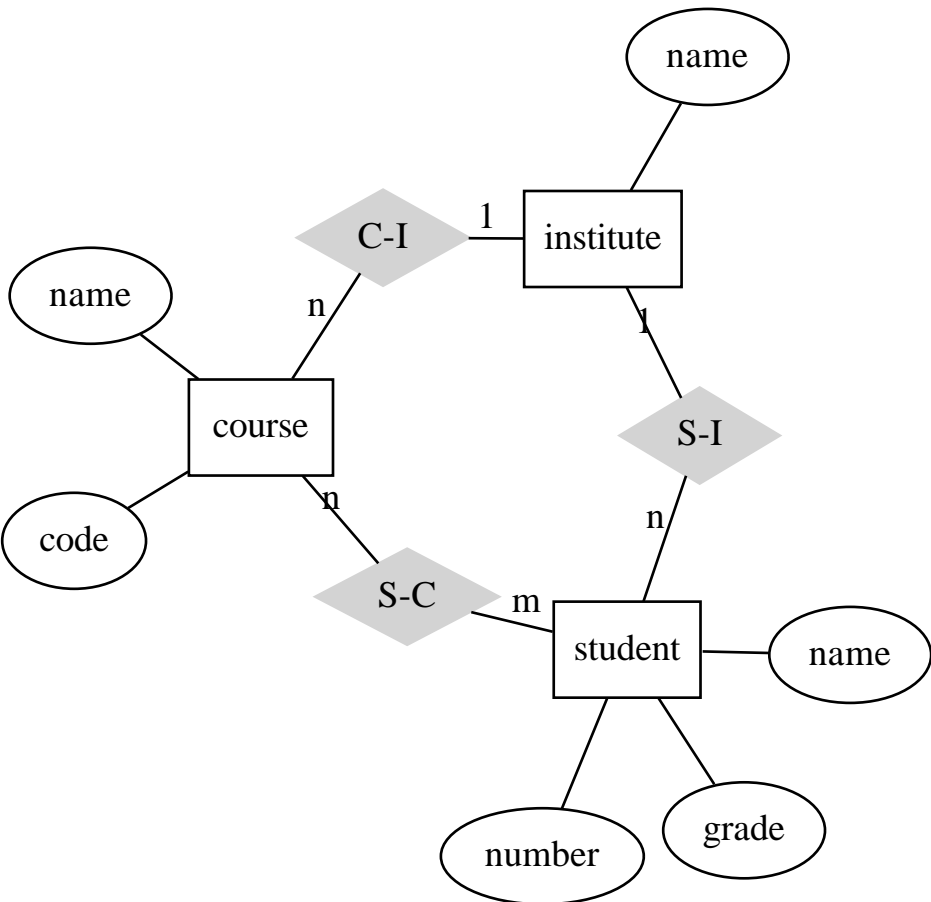 name
C-I
1
institute
name
n
1
course
S-I
n
n
code
S-C
m
student
name
grade
number